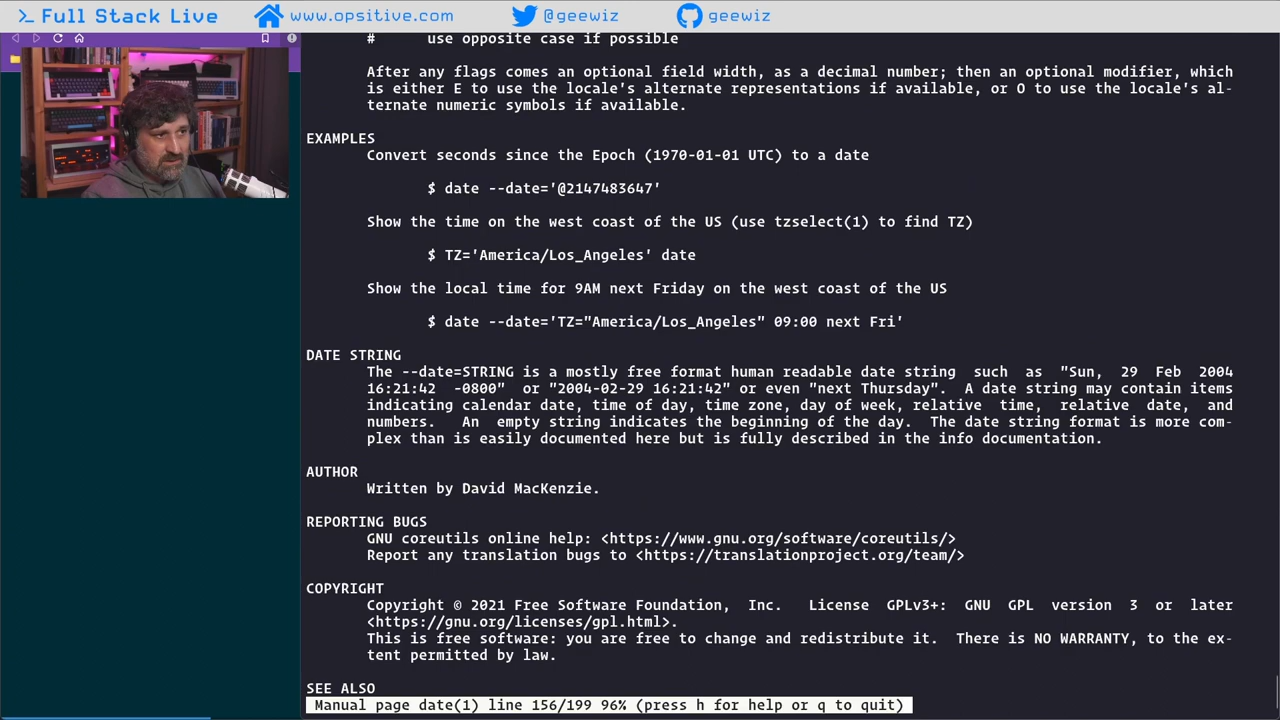 >_ Full Stack Live www.opsitive.com @geewiz geewiz
# use opposite case if possible
After any flags comes an optional field width, as a decimal number; then an optional modifier, which
is either E to use the locale's alternate representations if available, or O to use the locale's al-
ternate numeric symbols if available.
EXAMPLES
Convert seconds since the Epoch (1970-01-01 UTC) to a date
$ date --date='@2147483647'
Show the time on the west coast of the US (use tzselect(1) to find TZ)
$ TZ='America/Los_Angeles' date
Show the local time for 9AM next Friday on the west coast of the US
$ date --date='TZ="America/Los_Angeles" 09:00 next Fri'
DATE STRING
The --date=STRING is a mostly free format human readable date string such as "Sun, 29 Feb 2004
16:21:42 -0800" or "2004-02-29 16:21:42" or even "next Thursday". A date string may contain items
indicating calendar date, time of day, time zone, day of week, relative time, relative date, and
numbers. An empty string indicates the beginning of the day. The date string format is more com-
plex than is easily documented here but is fully described in the info documentation.
AUTHOR
Written by David MacKenzie.
REPORTING BUGS
GNU coreutils online help: <https://www.gnu.org/software/coreutils/>
Report any translation bugs to <https://translationproject.org/team/>
COPYRIGHT
Copyright © 2021 Free Software Foundation, Inc. License GPLv3+: GNU GPL version 3 or later
<https://gnu.org/licenses/gpl.html>.
This is free software: you are free to change and redistribute it. There is NO WARRANTY, to the ex-
tent permitted by law.
SEE ALSO
Manual page date(1) line 156/199 96% (press h for help or q to quit)